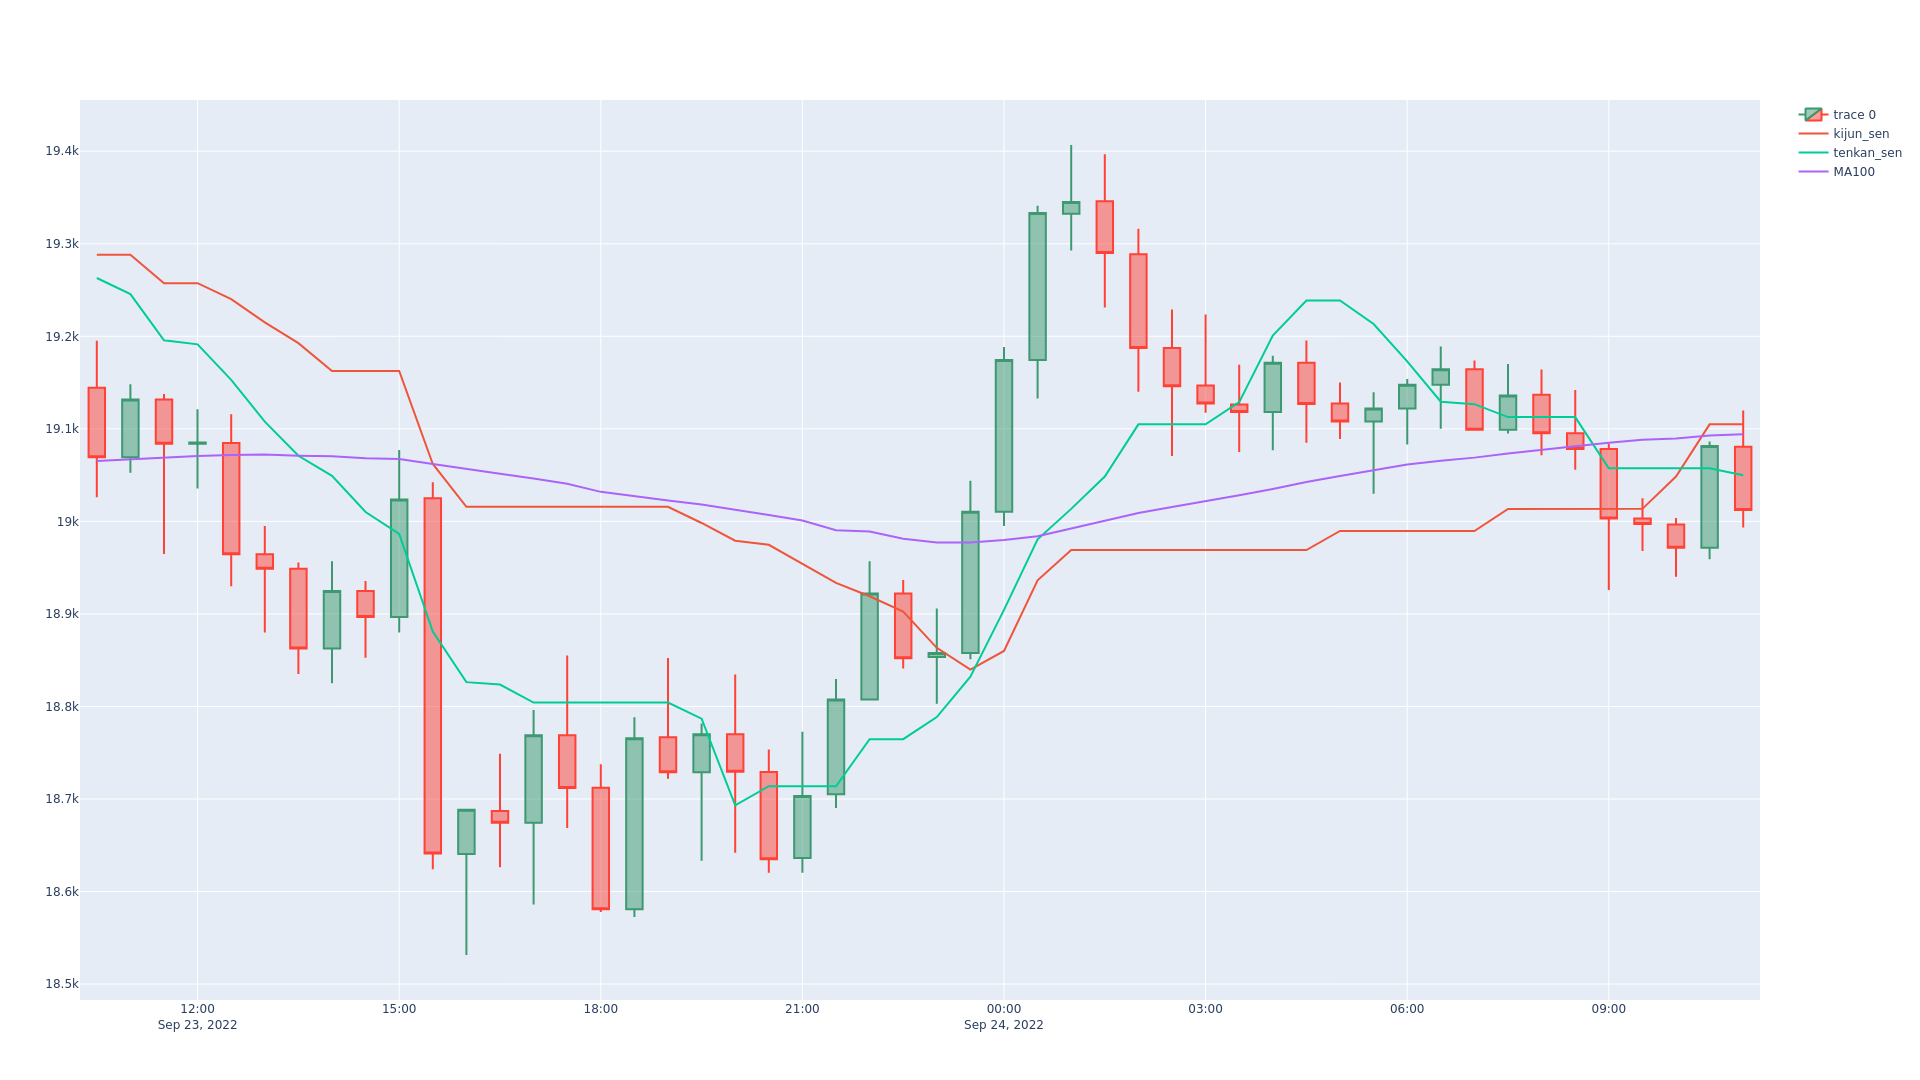 trace 0
kijun_sen
tenkan_sen
MA100
19.4k
19.3k
19.2k
19.1k
19k
18.9k
18.8k
18.7k
18.6k
18.5k
12:00 15:00 18:00 21:00 00:00 03:00 06:00 09:00
Sep 23, 2022 Sep 24, 2022